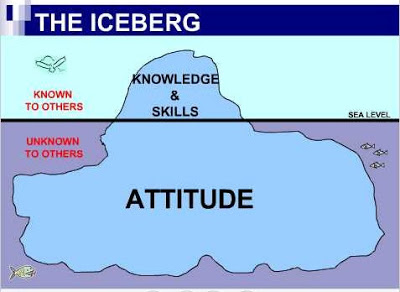 THE ICEBERG
KNOWLEDGE
&
SKILLS
KNOWN
TO OTHERS
SEA LEVEL
UNKNOWN
TO OTHERS
ATTITUDE